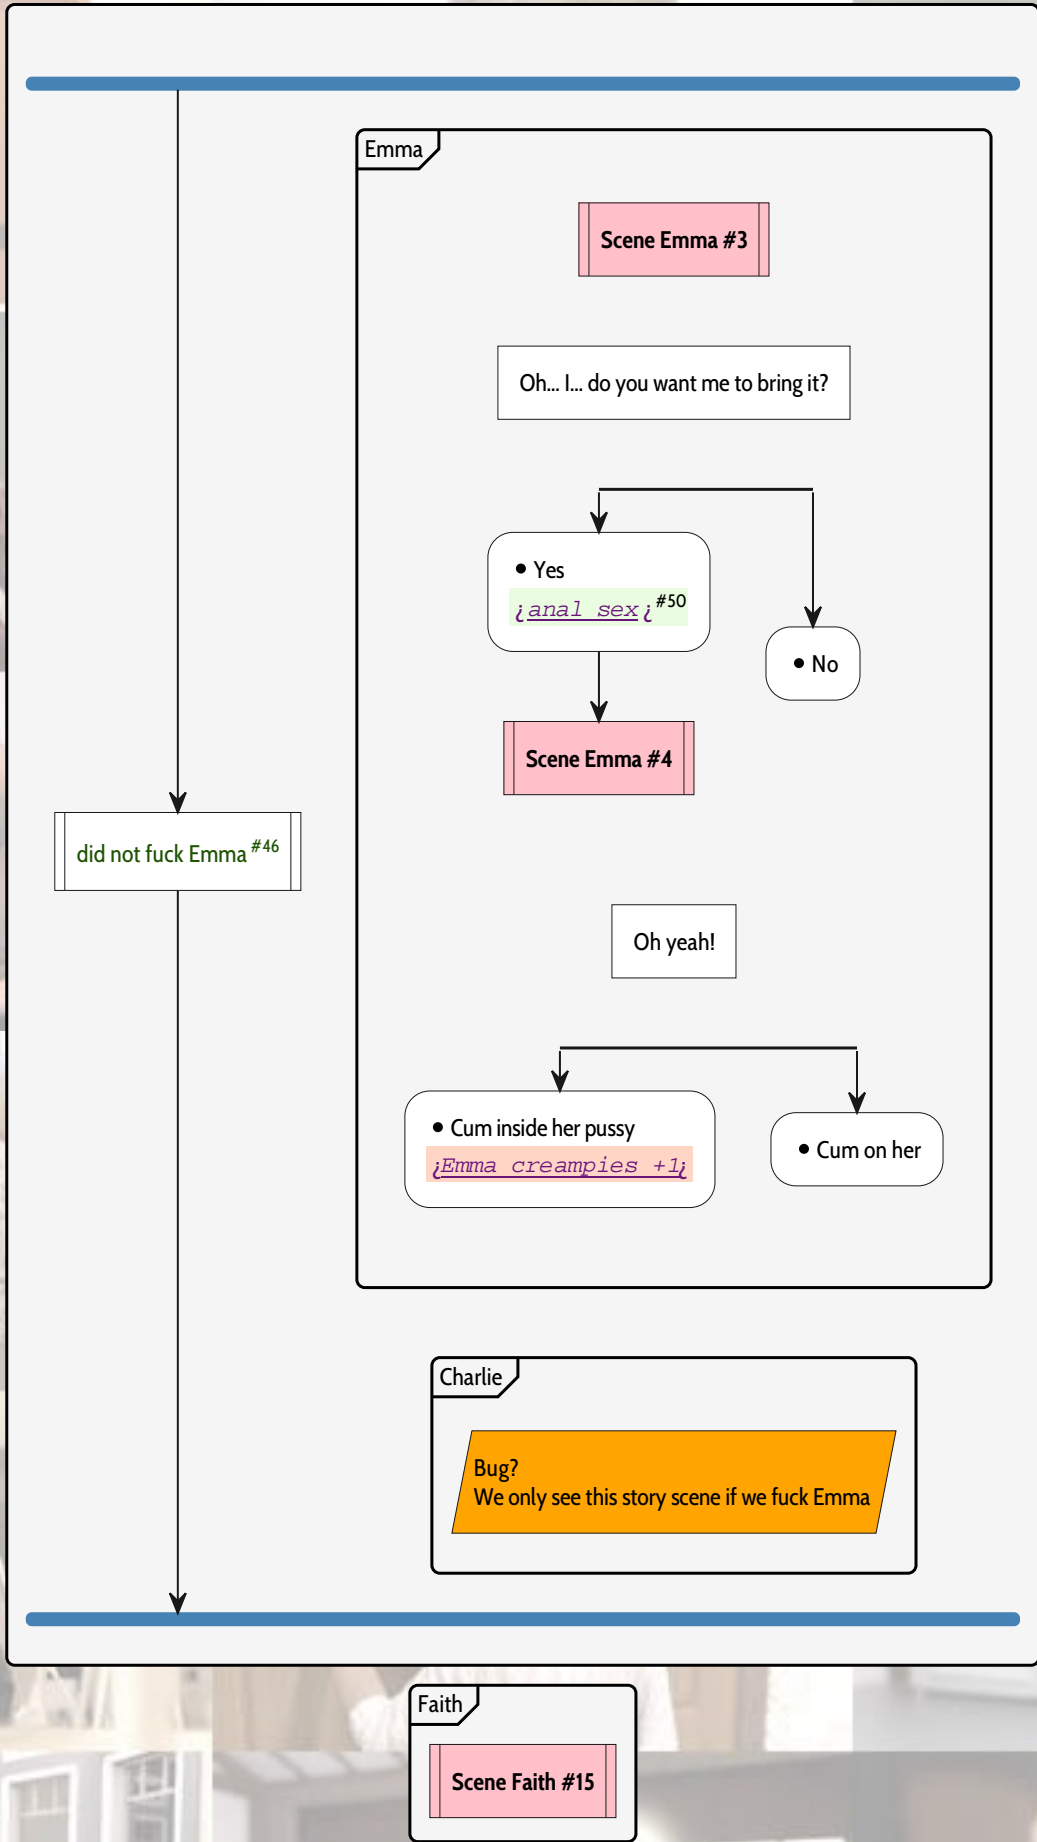 Emma
Scene Emma #3
Oh... I... do you want me to bring it?
• Yes
¿anal sex¿ #50
• No
Scene Emma #4
did not fuck Emma #46
Oh yeah!
• Cum inside her pussy
¿Emma creampies +1¿
• Cum on her
Charlie
Bug?
We only see this story scene if we fuck Emma
Faith
Scene Faith #15